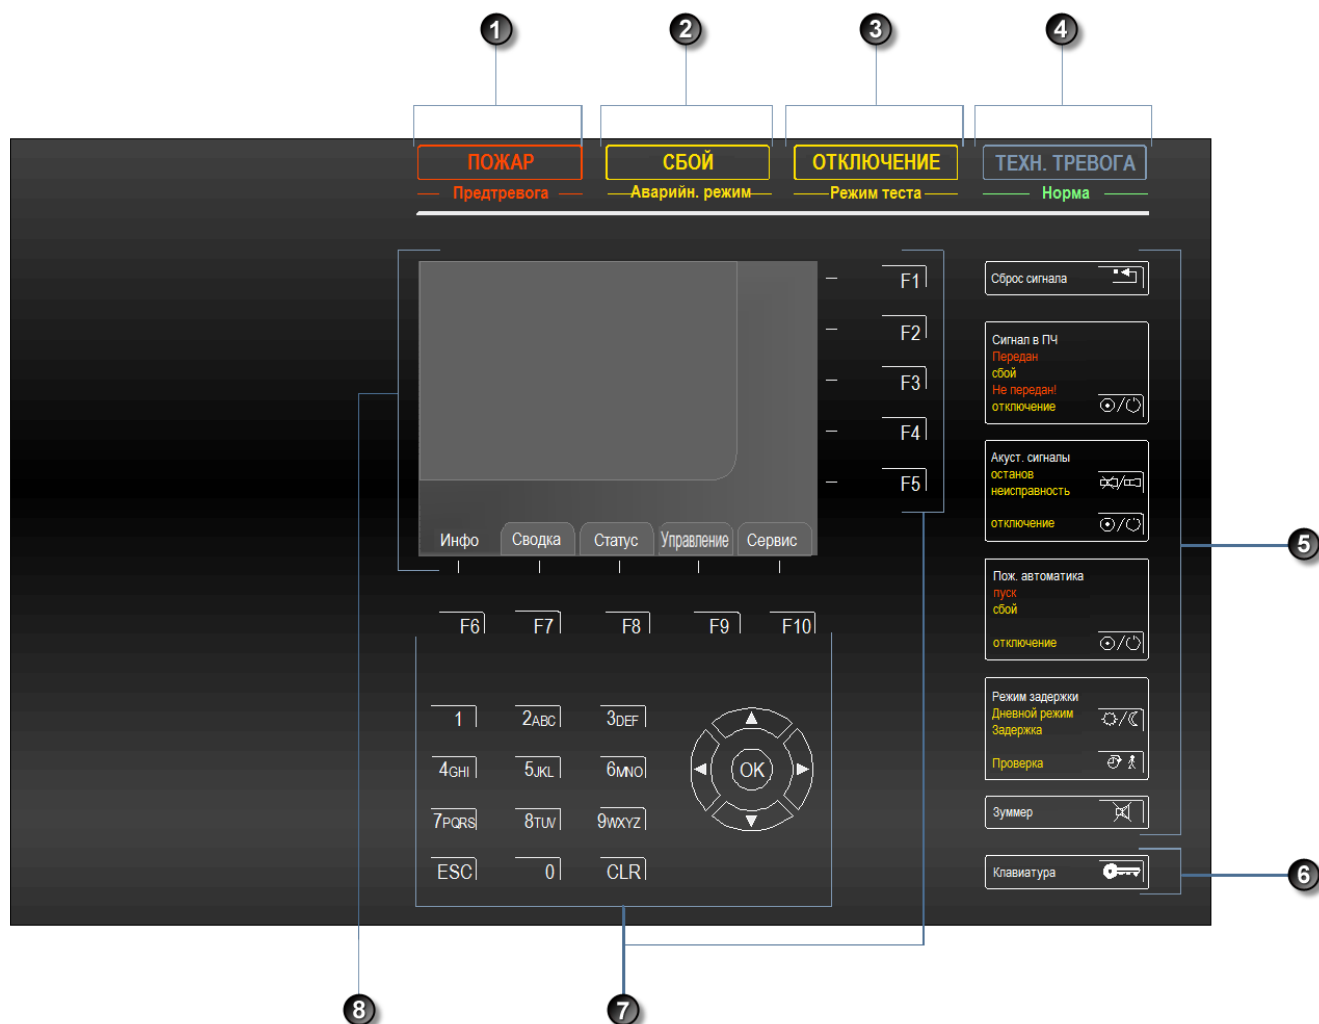 1 2 3 4
ПОЖАР СБОЙ ОТКЛЮЧЕНИЕ ТЕХН. ТРЕВОГА
Предтревога Аварийн. режим Режим теста Норма
F1
F2
F3
F4
F5
Инфо Сводка Статус Управление Сервис
F6 F7 F8 F9 F10
1 2ABC 3DEF
4GHI 5JKL 6MNO
7PQRS 8TUV 9WXYZ
ESC 0 CLR
OK
Сброс сигнала
Сигнал в ПЧ
Передан
сбой
Не передан!
отключение
Акуст. сигналы
останов
неисправность
отключение
Пож. автоматика
пуск
сбой
отключение
Режим задержки
Дневной режим
Задержка
Проверка
Зуммер
Клавиатура
5
6
8 7